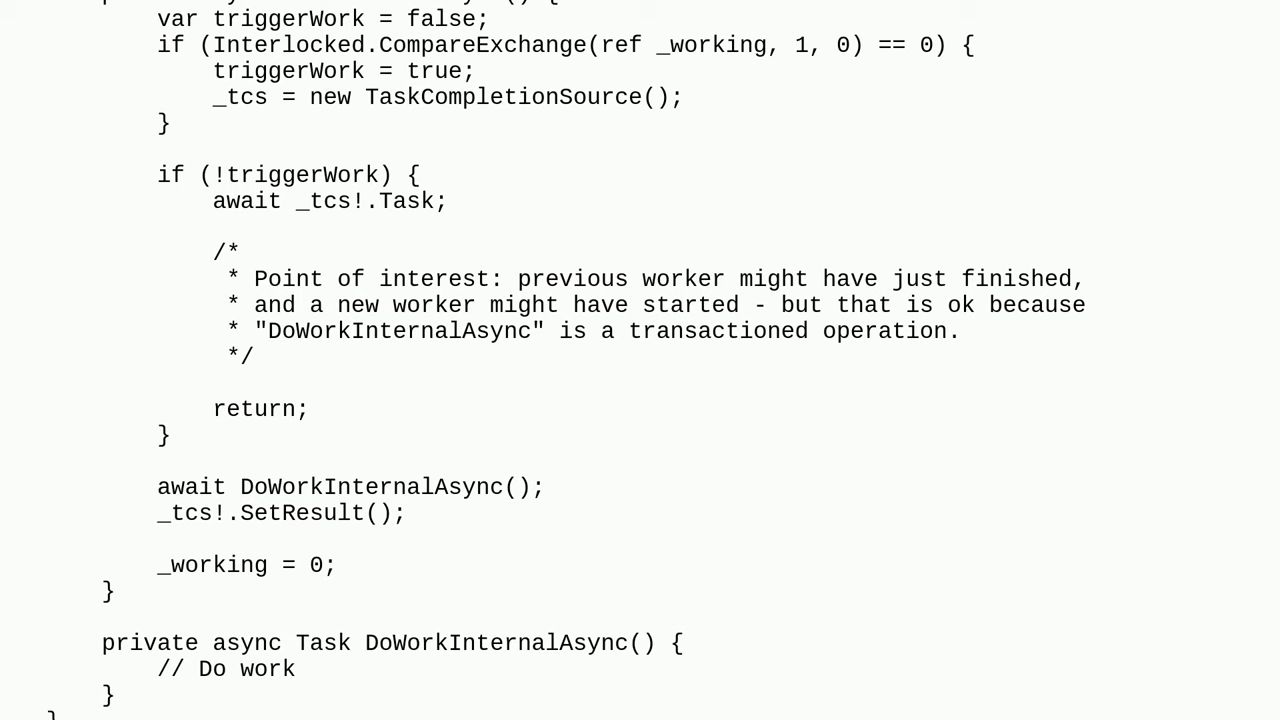 var triggerWork = false;
if (Interlocked.CompareExchange(ref _working, 1, 0) == 0) {
triggerWork = true;
_tcs = new TaskCompletionSource();
}
if (!triggerWork) {
await _tcs!.Task;
/*
* Point of interest: previous worker might have just finished,
* and a new worker might have started - but that is ok because
* "DoWorkInternalAsync" is a transactioned operation.
*/
return;
}
await DoWorkInternalAsync();
_tcs!.SetResult();
_working = 0;
}
private async Task DoWorkInternalAsync() {
// Do work
}
}